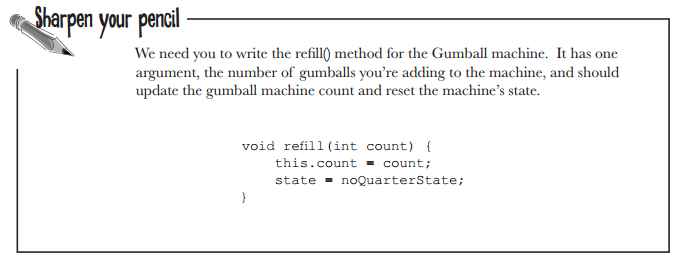 Sharpen your pencil
We need you to write the refill() method for the Gumball machine.  It has one
argument, the number of gumballs you’re adding to the machine, and should
update the gumball machine count and reset the machine’s state.
void refill(int count) {
    this.count = count;
    state = noQuarterState;
}